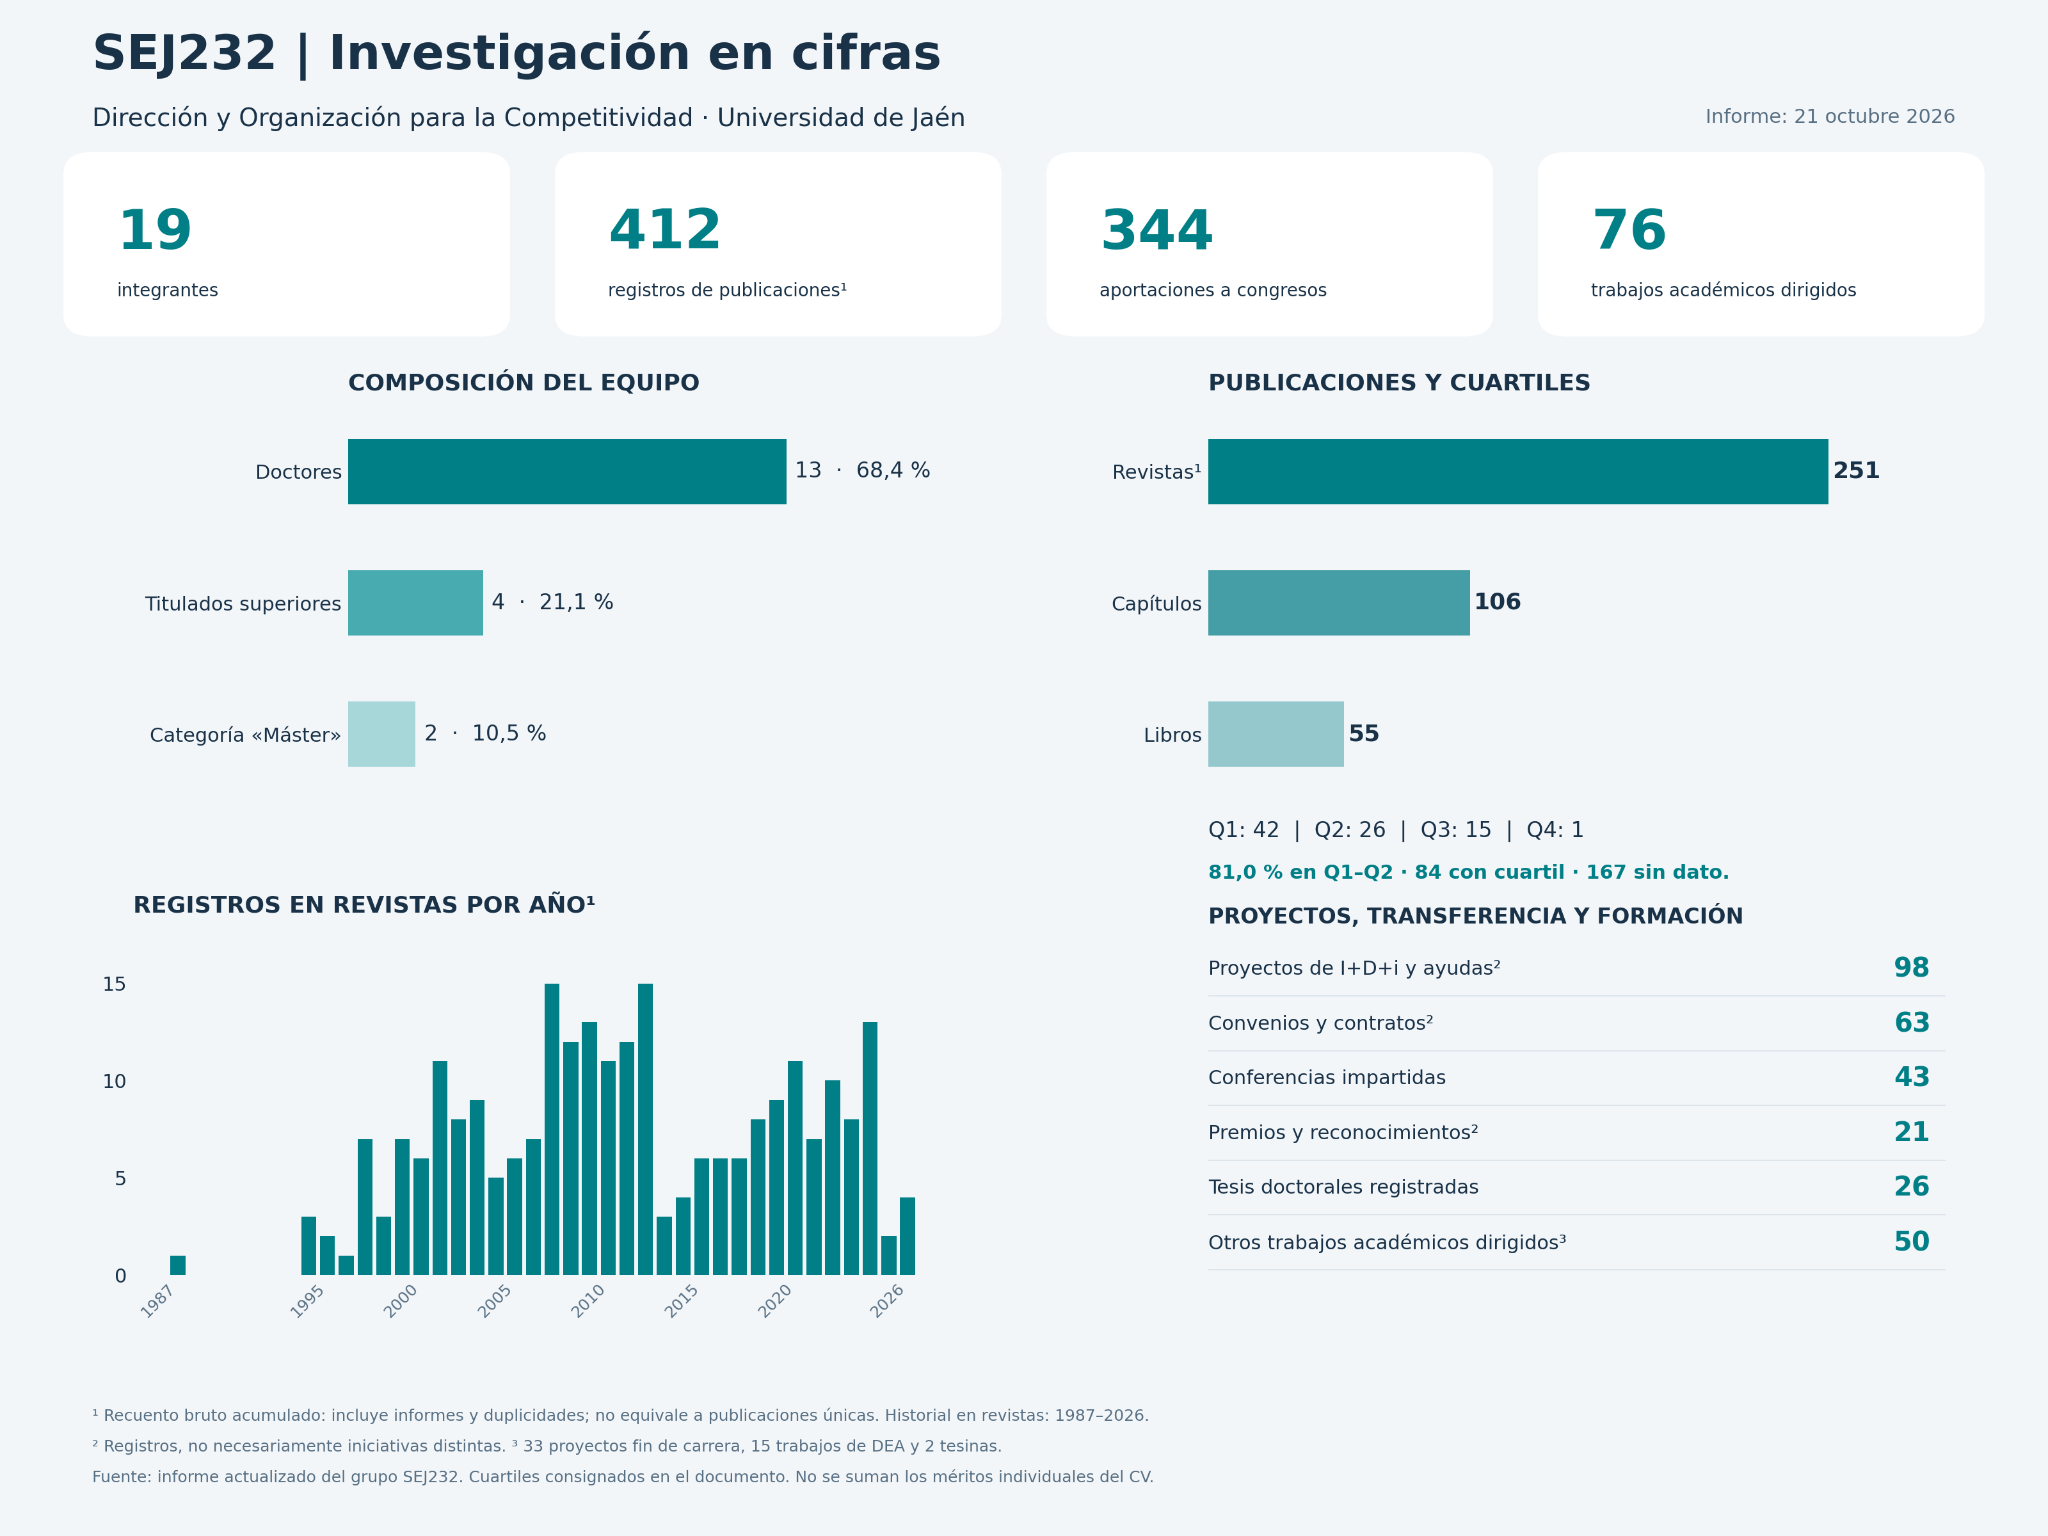 SEJ232 | Investigación en cifras
Dirección y Organización para la Competitividad · Universidad de Jaén
Informe: 21 octubre 2026
19
integrantes
412
registros de publicaciones¹
344
aportaciones a congresos
76
trabajos académicos dirigidos
COMPOSICIÓN DEL EQUIPO
Doctores
13 · 68,4 %
Titulados superiores
4 · 21,1 %
Categoría «Máster»
2 · 10,5 %
PUBLICACIONES Y CUARTILES
Revistas¹
251
Capítulos
106
Libros
55
Q1: 42 | Q2: 26 | Q3: 15 | Q4: 1
81,0 % en Q1–Q2 · 84 con cuartil · 167 sin dato.
REGISTROS EN REVISTAS POR AÑO¹
15
10
5
0
1987
1995
2000
2005
2010
2015
2020
2026
PROYECTOS, TRANSFERENCIA Y FORMACIÓN
Proyectos de I+D+i y ayudas² 98
Convenios y contratos² 63
Conferencias impartidas 43
Premios y reconocimientos² 21
Tesis doctorales registradas 26
Otros trabajos académicos dirigidos³ 50
¹ Recuento bruto acumulado: incluye informes y duplicidades; no equivale a publicaciones únicas. Historial en revistas: 1987–2026.
² Registros, no necesariamente iniciativas distintas. ³ 33 proyectos fin de carrera, 15 trabajos de DEA y 2 tesinas.
Fuente: informe actualizado del grupo SEJ232. Cuartiles consignados en el documento. No se suman los méritos individuales del CV.